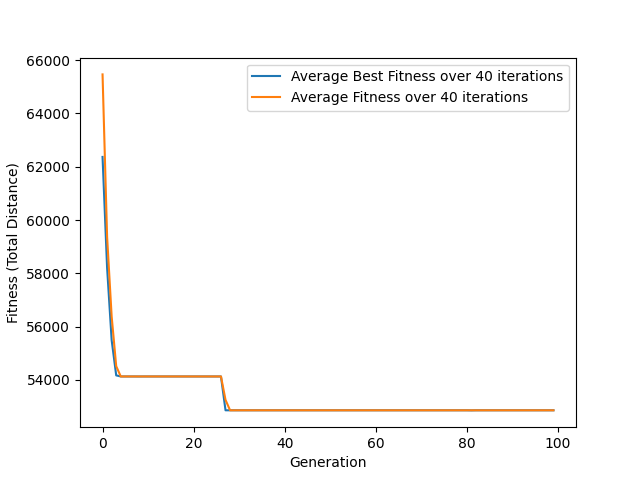 Average Best Fitness over 40 iterations
Average Fitness over 40 iterations
66000
64000
62000
60000
58000
56000
54000
Fitness (Total Distance)
0 20 40 60 80 100
Generation